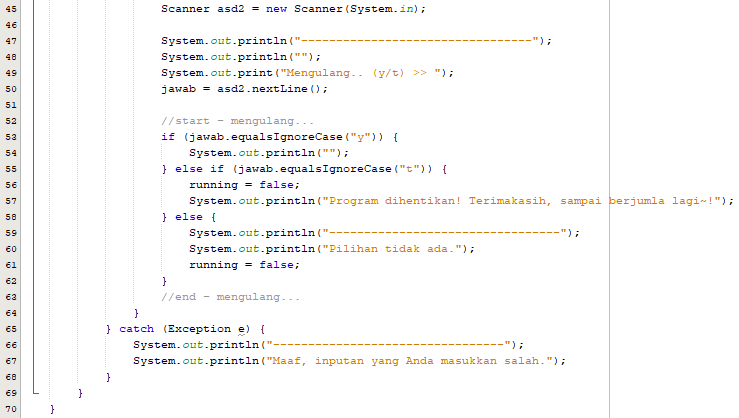 45 Scanner asd2 = new Scanner(System.in);
46
47 System.out.println("---------------------------------");
48 System.out.println("");
49 System.out.print("Mengulang.. (y/t) >> ");
50 jawab = asd2.nextLine();
51
52 //start - mengulang...
53 if (jawab.equalsIgnoreCase("y")) {
54 System.out.println("");
55 } else if (jawab.equalsIgnoreCase("t")) {
56 running = false;
57 System.out.println("Program dihentikan! Terimakasih, sampai berjumla lagi~!");
58 } else {
59 System.out.println("---------------------------------");
60 System.out.println("Pilihan tidak ada.");
61 running = false;
62 }
63 //end - mengulang...
64 }
65 } catch (Exception e) {
66 System.out.println("---------------------------------");
67 System.out.println("Maaf, inputan yang Anda masukkan salah.");
68 }
69 }
70 }